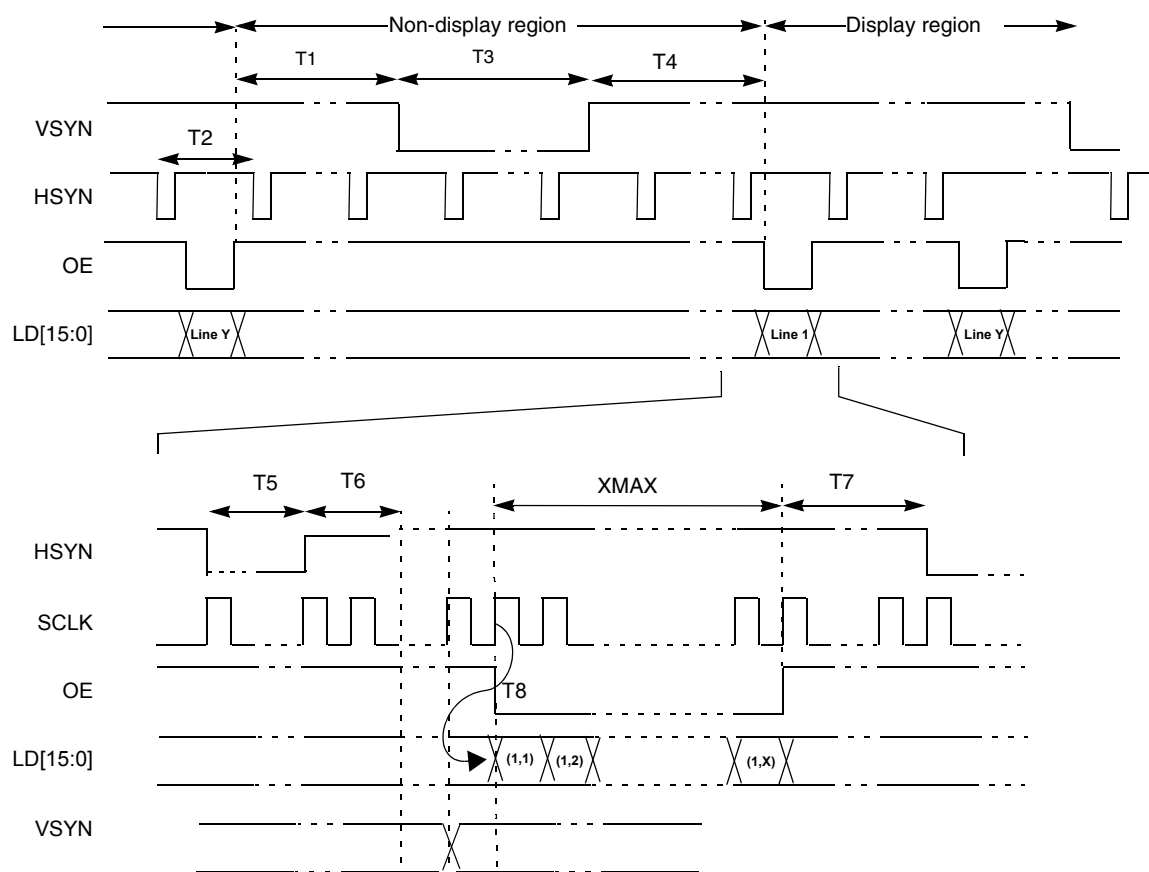 Non-display region Display region
T1 T3 T4
VSYN
T2
HSYN
OE
LD[15:0] Line Y Line 1 Line Y
T5 T6 XMAX T7
HSYN
SCLK
OE T8
LD[15:0] (1,1) (1,2) (1,X)
VSYN